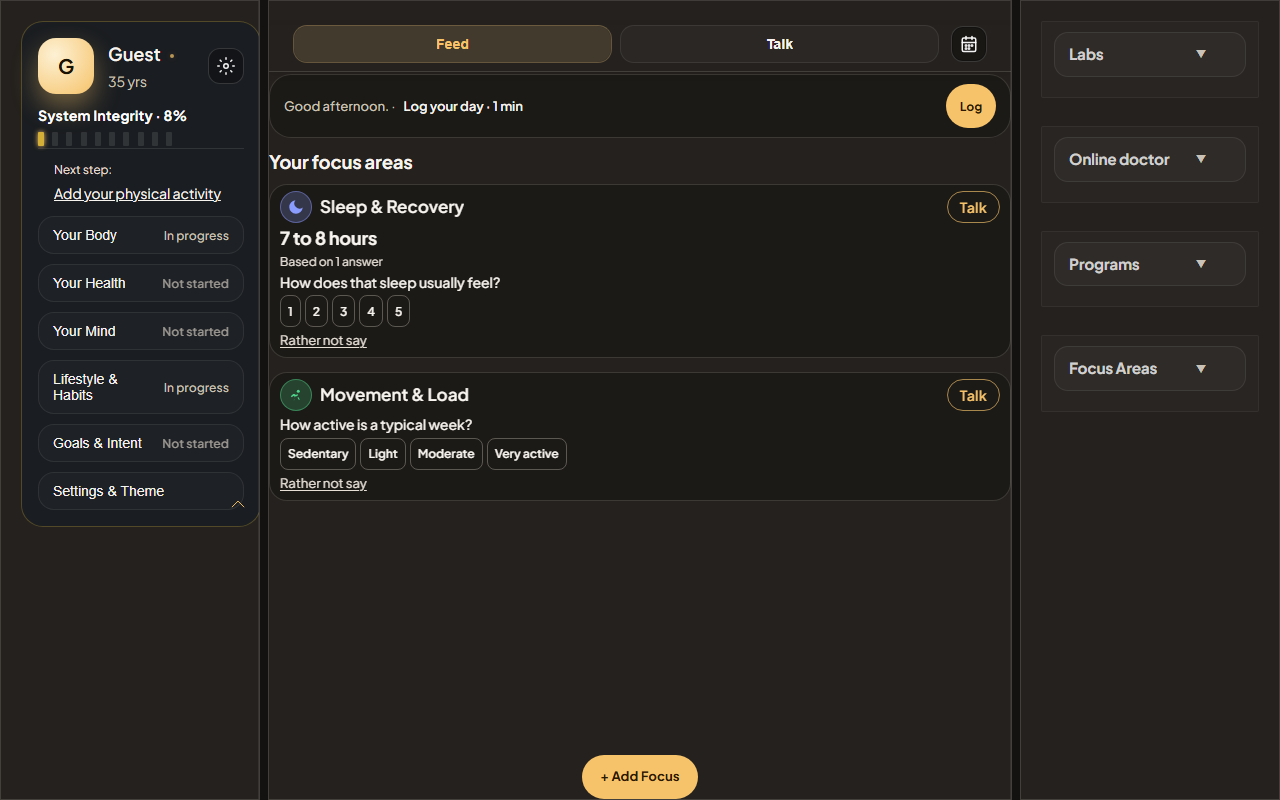 G
Guest
35 yrs
System Integrity · 8%
Next step:
Add your physical activity
Your Body In progress
Your Health Not started
Your Mind Not started
Lifestyle &
Habits In progress
Goals & Intent Not started
Settings & Theme
Feed Talk
Good afternoon. · Log your day · 1 min Log
Your focus areas
Sleep & Recovery Talk
7 to 8 hours
Based on 1 answer
How does that sleep usually feel?
1 2 3 4 5
Rather not say
Movement & Load Talk
How active is a typical week?
Sedentary Light Moderate Very active
Rather not say
+ Add Focus
Labs ▼
Online doctor ▼
Programs ▼
Focus Areas ▼